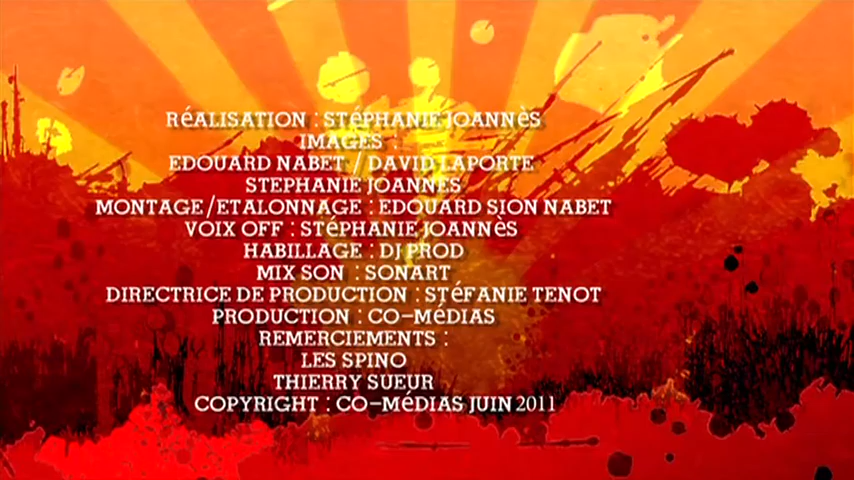 RÉALISATION : STÉPHANIE JOANNÈS
IMAGES :
EDOUARD NABET / DAVID LAPORTE
STEPHANIE JOANNES
MONTAGE/ETALONNAGE : EDOUARD SION NABET
VOIX OFF : STÉPHANIE JOANNÈS
HABILLAGE : DJ PROD
MIX SON : SONART
DIRECTRICE DE PRODUCTION : STÉFANIE TENOT
PRODUCTION : CO-MÉDIAS
REMERCIEMENTS :
LES SPINO
THIERRY SUEUR
COPYRIGHT : CO-MÉDIAS JUIN 2011